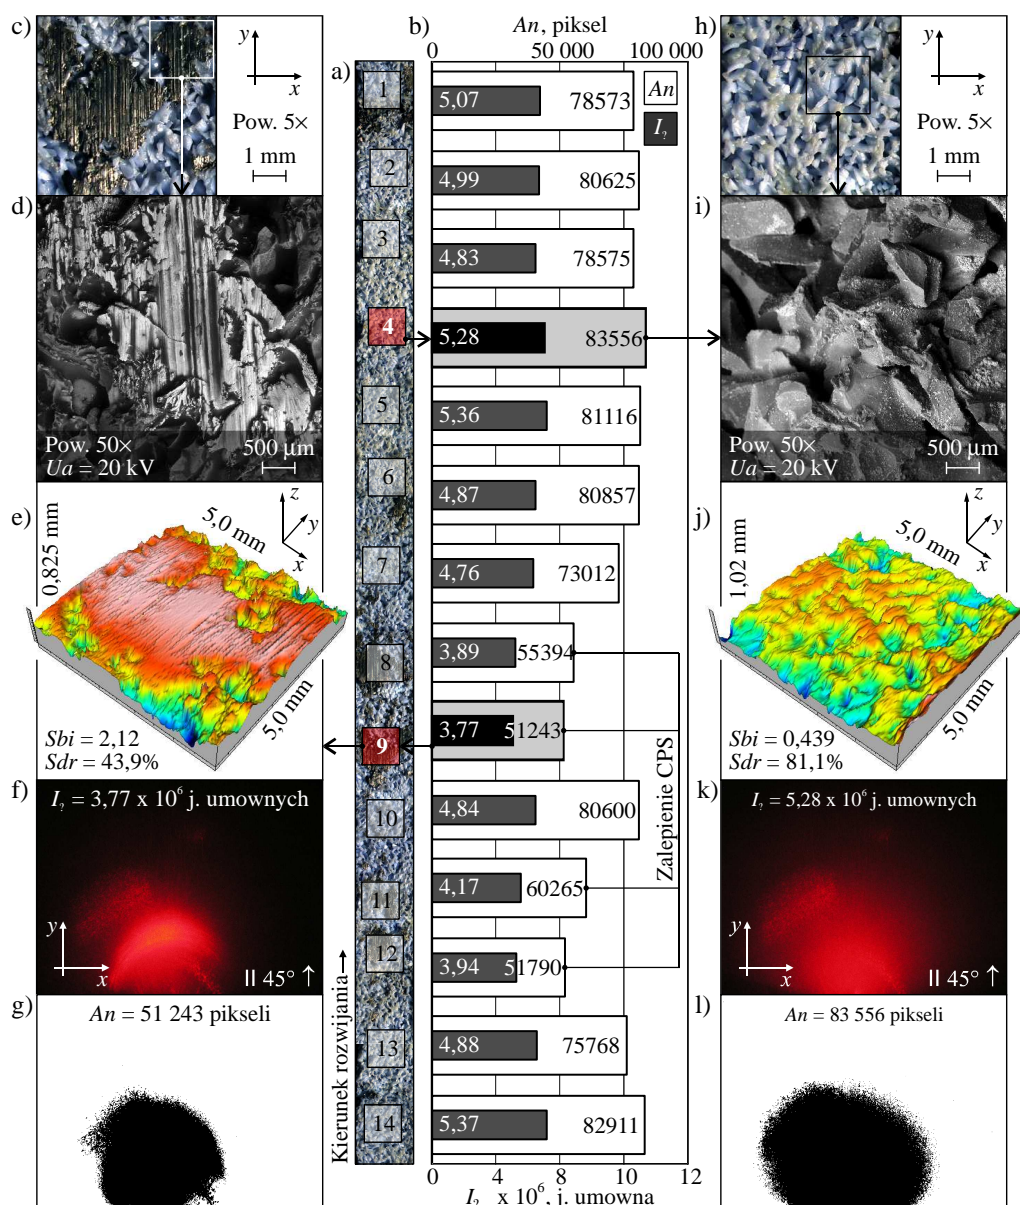 c)
y
x
Pow. 5×
1 mm
d)
Pow. 50×
Ua = 20 kV
500 μm
e)
0,825 mm
5,0 mm
z
y
x
5,0 mm
Sbi = 2,12
Sdr = 43,9%
f)
I? = 3,77 x 10⁶ j. umownych
y
x
II 45° ↑
g)
An = 51 243 pikseli
a)
1
2
3
4
5
6
7
8
9
10
11
12
13
14
Kierunek rozwijania
b)
An, piksel
0 50 000 100 000
An
I?
5,07 78573
4,99 80625
4,83 78575
5,28 83556
5,36 81116
4,87 80857
4,76 73012
3,89 55394
3,77 51243
4,84 80600
4,17 60265
3,94 51790
4,88 75768
5,37 82911
Zalepienie CPS
0 4 8 10 12
I? x 10⁶, j. umowna
h)
y
x
Pow. 5×
1 mm
i)
Pow. 50×
Ua = 20 kV
500 μm
j)
1,02 mm
5,0 mm
z
y
x
5,0 mm
Sbi = 0,439
Sdr = 81,1%
k)
I? = 5,28 x 10⁶ j. umownych
y
x
II 45° ↑
l)
An = 83 556 pikseli